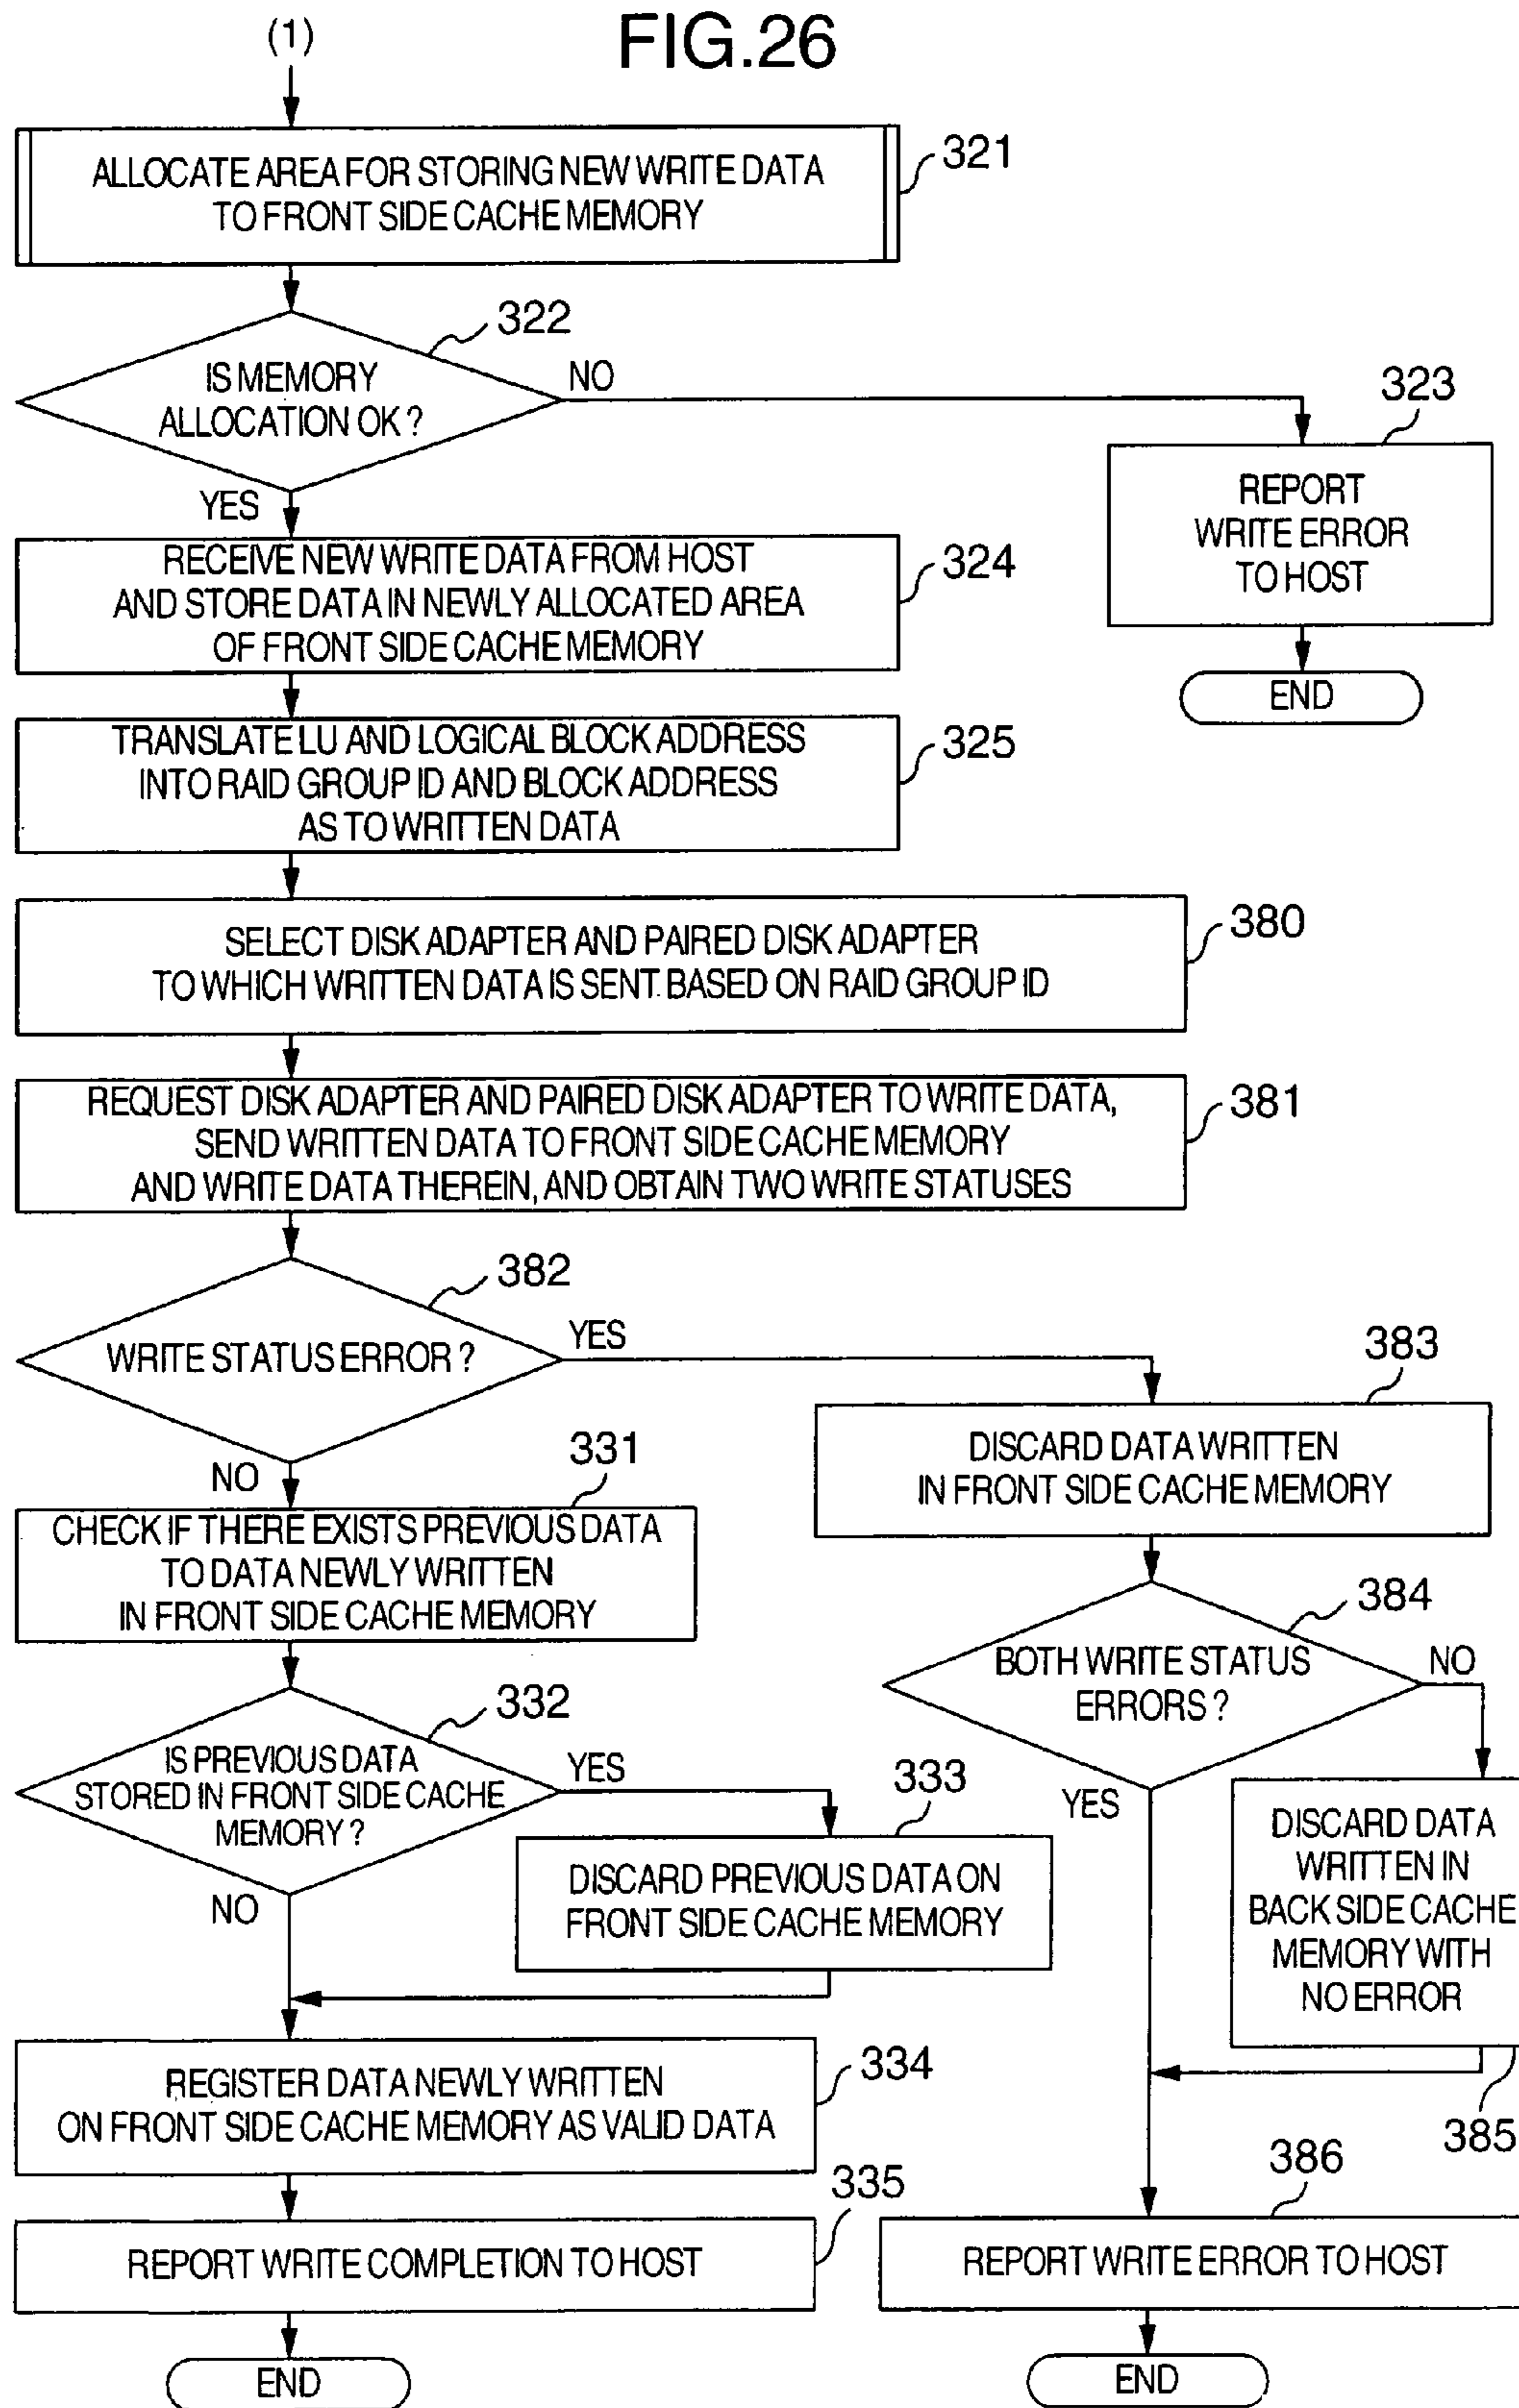 FIG.26
(1)
ALLOCATE AREA FOR STORING NEW WRITE DATA
TO FRONT SIDE CACHE MEMORY
321
322
IS MEMORY
ALLOCATION OK ?
NO
YES
323
REPORT
WRITE ERROR
TO HOST
END
RECEIVE NEW WRITE DATA FROM HOST
AND STORE DATA IN NEWLY ALLOCATED AREA
OF FRONT SIDE CACHE MEMORY
324
TRANSLATE LU AND LOGICAL BLOCK ADDRESS
INTO RAID GROUP ID AND BLOCK ADDRESS
AS TO WRITTEN DATA
325
SELECT DISK ADAPTER AND PAIRED DISK ADAPTER
TO WHICH WRITTEN DATA IS SENT BASED ON RAID GROUP ID
380
REQUEST DISK ADAPTER AND PAIRED DISK ADAPTER TO WRITE DATA,
SEND WRITTEN DATA TO FRONT SIDE CACHE MEMORY
AND WRITE DATA THEREIN, AND OBTAIN TWO WRITE STATUSES
381
382
WRITE STATUS ERROR ?
YES
NO
331
CHECK IF THERE EXISTS PREVIOUS DATA
TO DATA NEWLY WRITTEN
IN FRONT SIDE CACHE MEMORY
332
IS PREVIOUS DATA
STORED IN FRONT SIDE CACHE
MEMORY ?
YES
NO
333
DISCARD PREVIOUS DATA ON
FRONT SIDE CACHE MEMORY
REGISTER DATA NEWLY WRITTEN
ON FRONT SIDE CACHE MEMORY AS VALID DATA
334
335
REPORT WRITE COMPLETION TO HOST
END
383
DISCARD DATA WRITTEN
IN FRONT SIDE CACHE MEMORY
384
BOTH WRITE STATUS
ERRORS ?
NO
YES
DISCARD DATA
WRITTEN IN
BACK SIDE CACHE
MEMORY WITH
NO ERROR
385
386
REPORT WRITE ERROR TO HOST
END